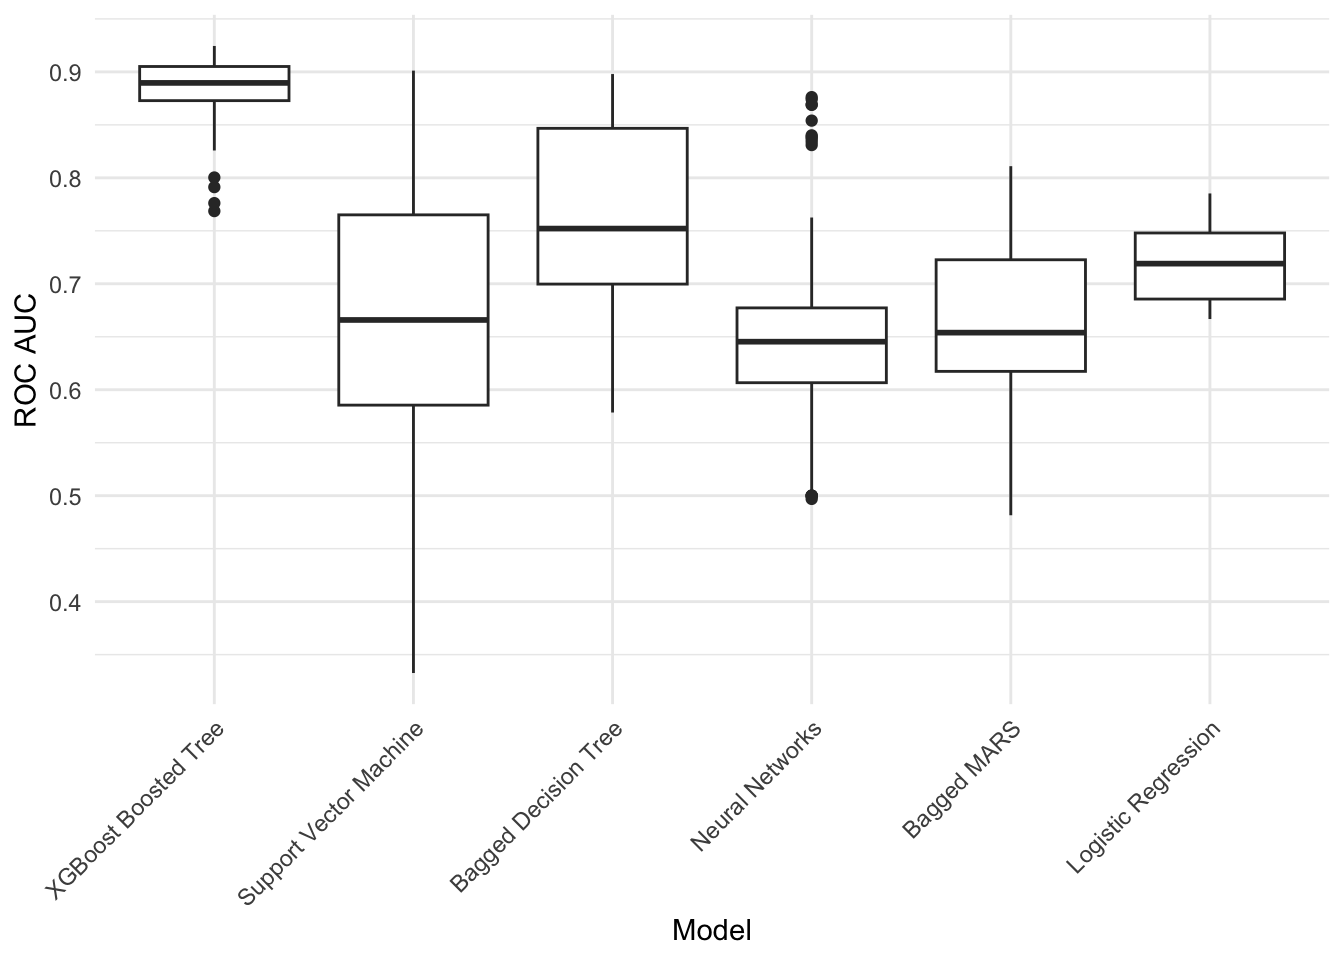 ROC AUC
0.9
0.8
0.7
0.6
0.5
0.4
XGBoost Boosted Tree
Support Vector Machine
Bagged Decision Tree
Neural Networks
Bagged MARS
Logistic Regression
Model